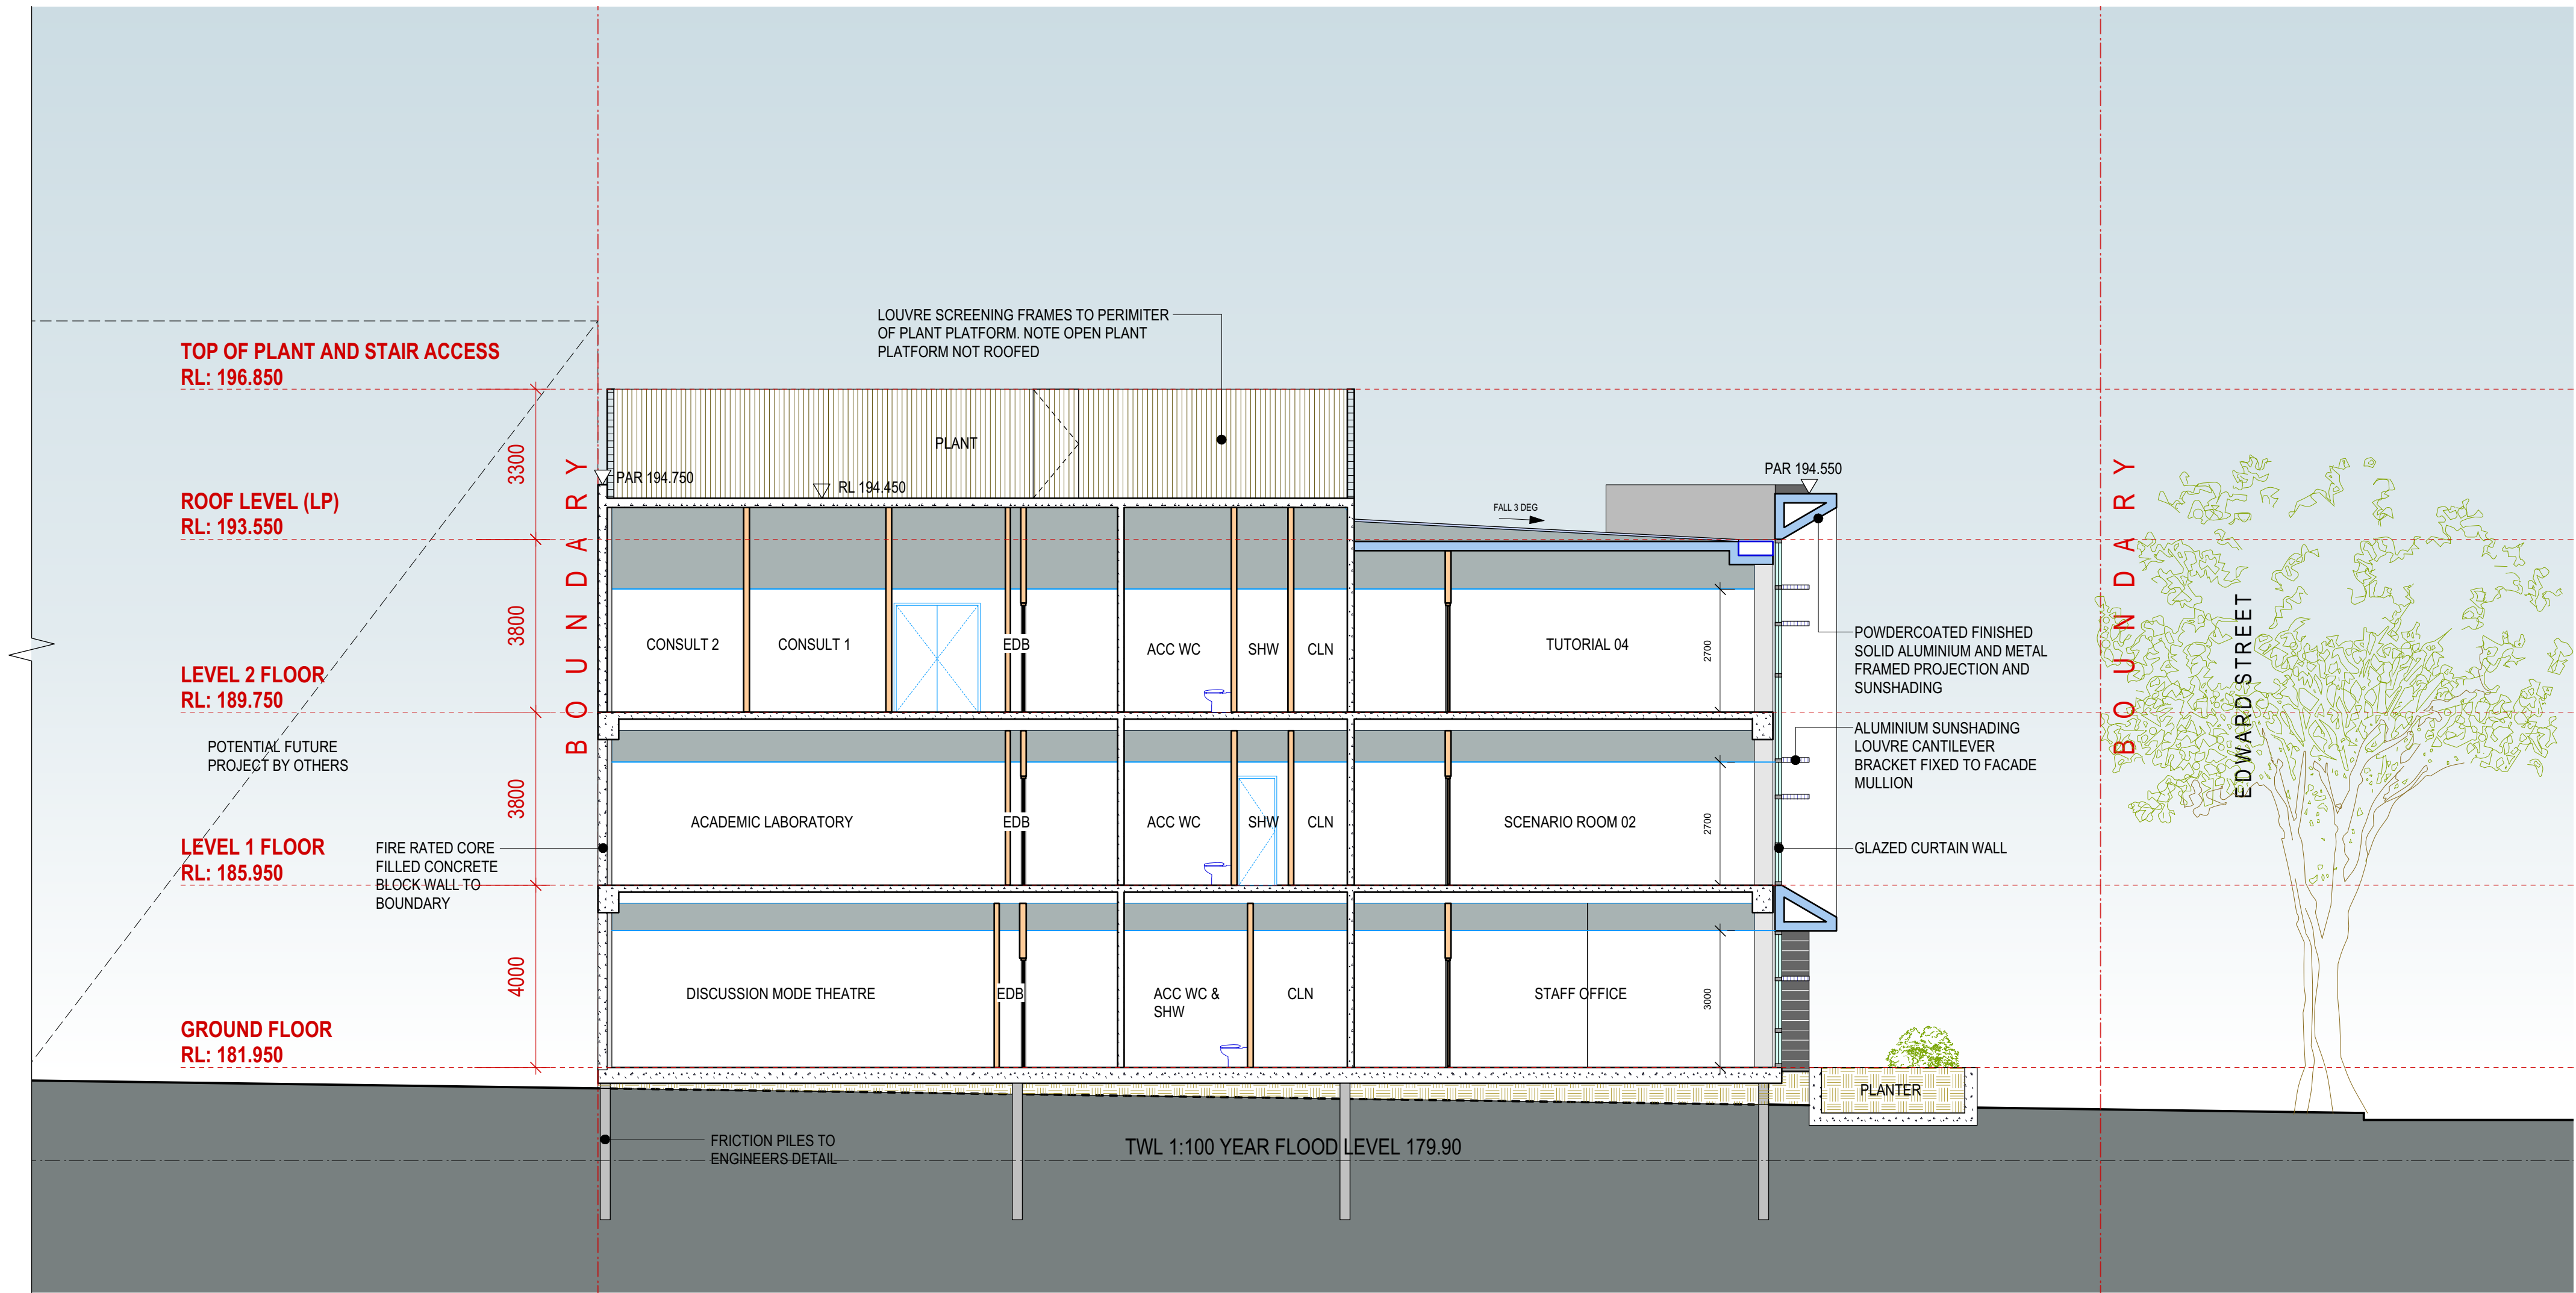 LOUVRE SCREENING FRAMES TO PERIMITER
OF PLANT PLATFORM. NOTE OPEN PLANT
PLATFORM NOT ROOFED
TOP OF PLANT AND STAIR ACCESS
RL: 196.850
3300
PLANT
PAR 194.750
RL 194.450
PAR 194.550
ROOF LEVEL (LP)
RL: 193.550
FALL 3 DEG
BOUNDARY
BOUNDARY
3800
CONSULT 2
CONSULT 1
EDB
ACC WC
SHW
CLN
TUTORIAL 04
2700
POWDERCOATED FINISHED
SOLID ALUMINIUM AND METAL
FRAMED PROJECTION AND
SUNSHADING
EDWARD STREET
LEVEL 2 FLOOR
RL: 189.750
POTENTIAL FUTURE
PROJECT BY OTHERS
ALUMINIUM SUNSHADING
LOUVRE CANTILEVER
BRACKET FIXED TO FACADE
MULLION
3800
ACADEMIC LABORATORY
EDB
ACC WC
SHW
CLN
SCENARIO ROOM 02
2700
GLAZED CURTAIN WALL
LEVEL 1 FLOOR
RL: 185.950
FIRE RATED CORE
FILLED CONCRETE
BLOCK WALL TO
BOUNDARY
4000
DISCUSSION MODE THEATRE
EDB
ACC WC &
SHW
CLN
STAFF OFFICE
3000
GROUND FLOOR
RL: 181.950
PLANTER
FRICTION PILES TO
ENGINEERS DETAIL
TWL 1:100 YEAR FLOOD LEVEL 179.90